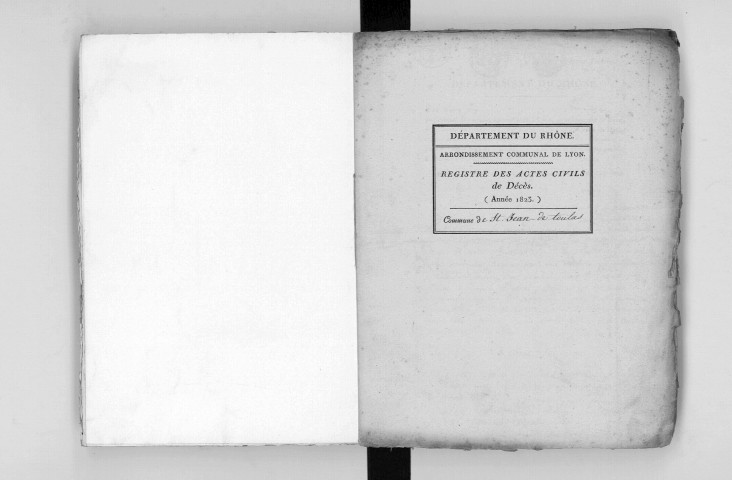 DÉPARTEMENT DU RHÔNE.
ARRONDISSEMENT COMMUNAL DE LYON.
REGISTRE DES ACTES CIVILS
de Décès.
( Année 1823. )
Commune de St Jean de toulas